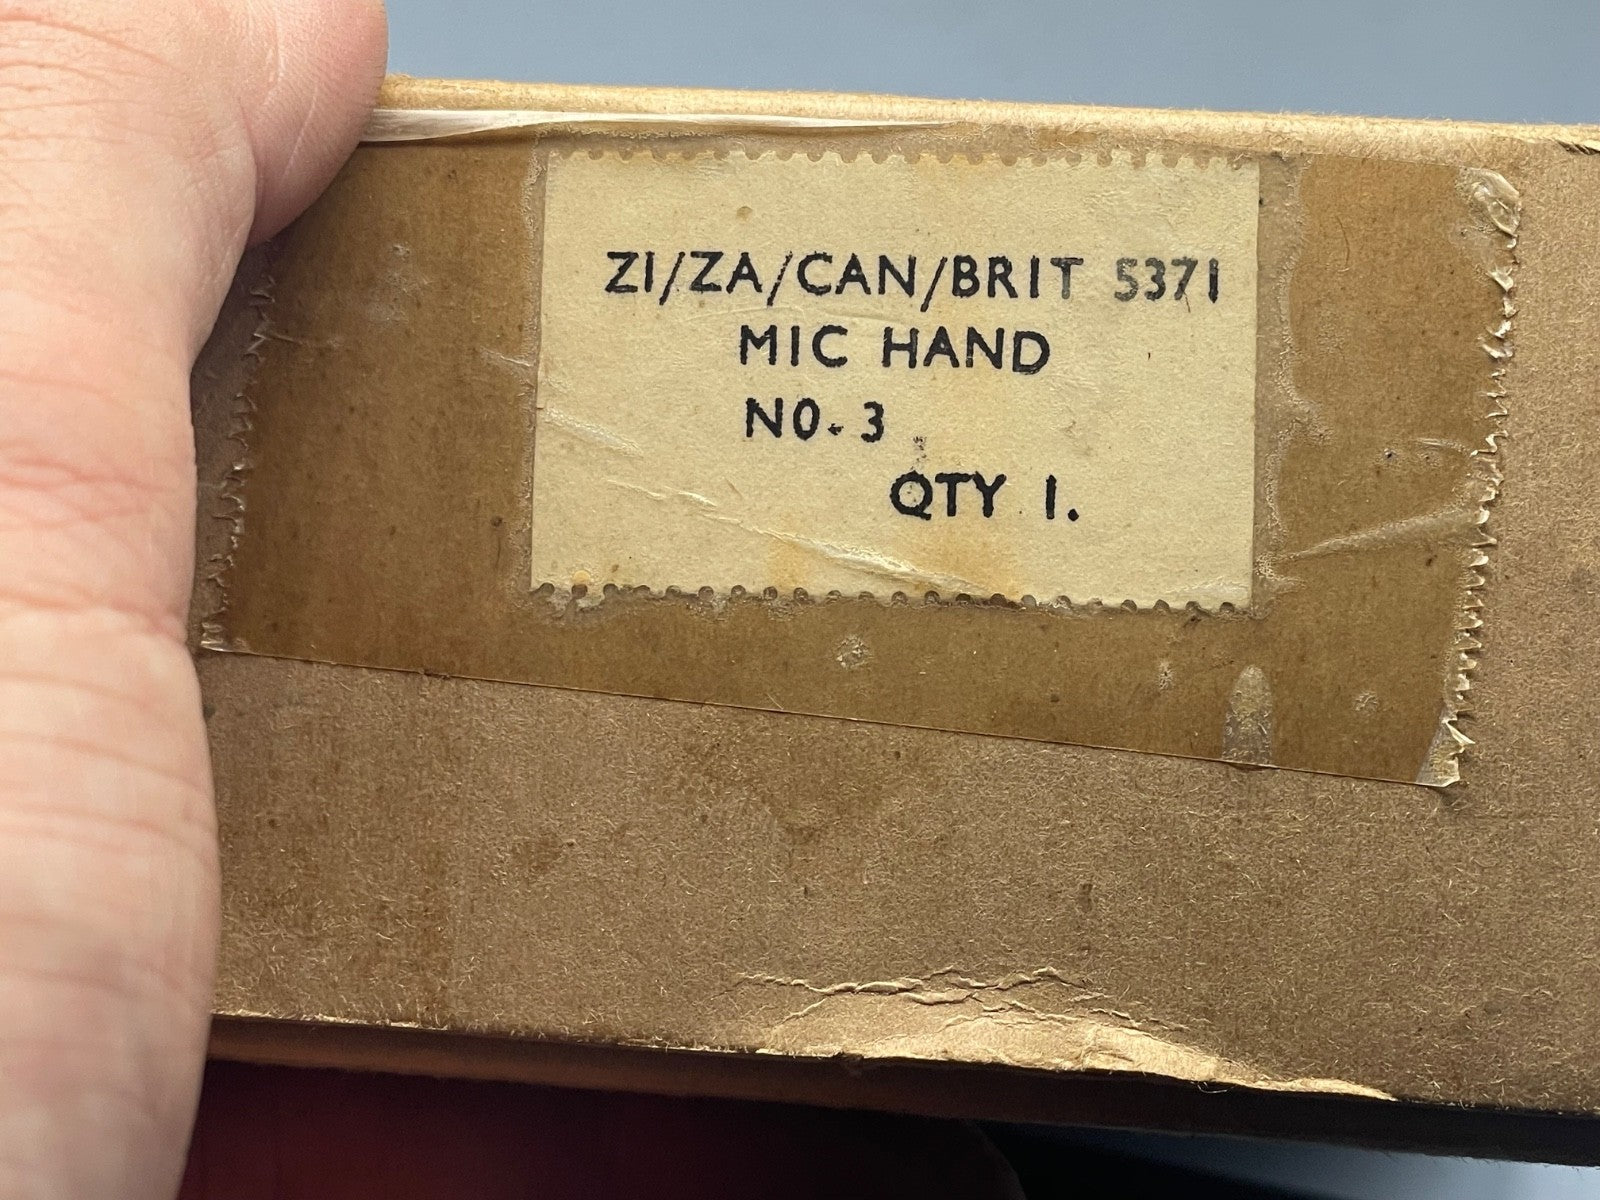 ZI/ZA/CAN/BRIT 5371
MIC HAND
NO. 3
QTY 1.